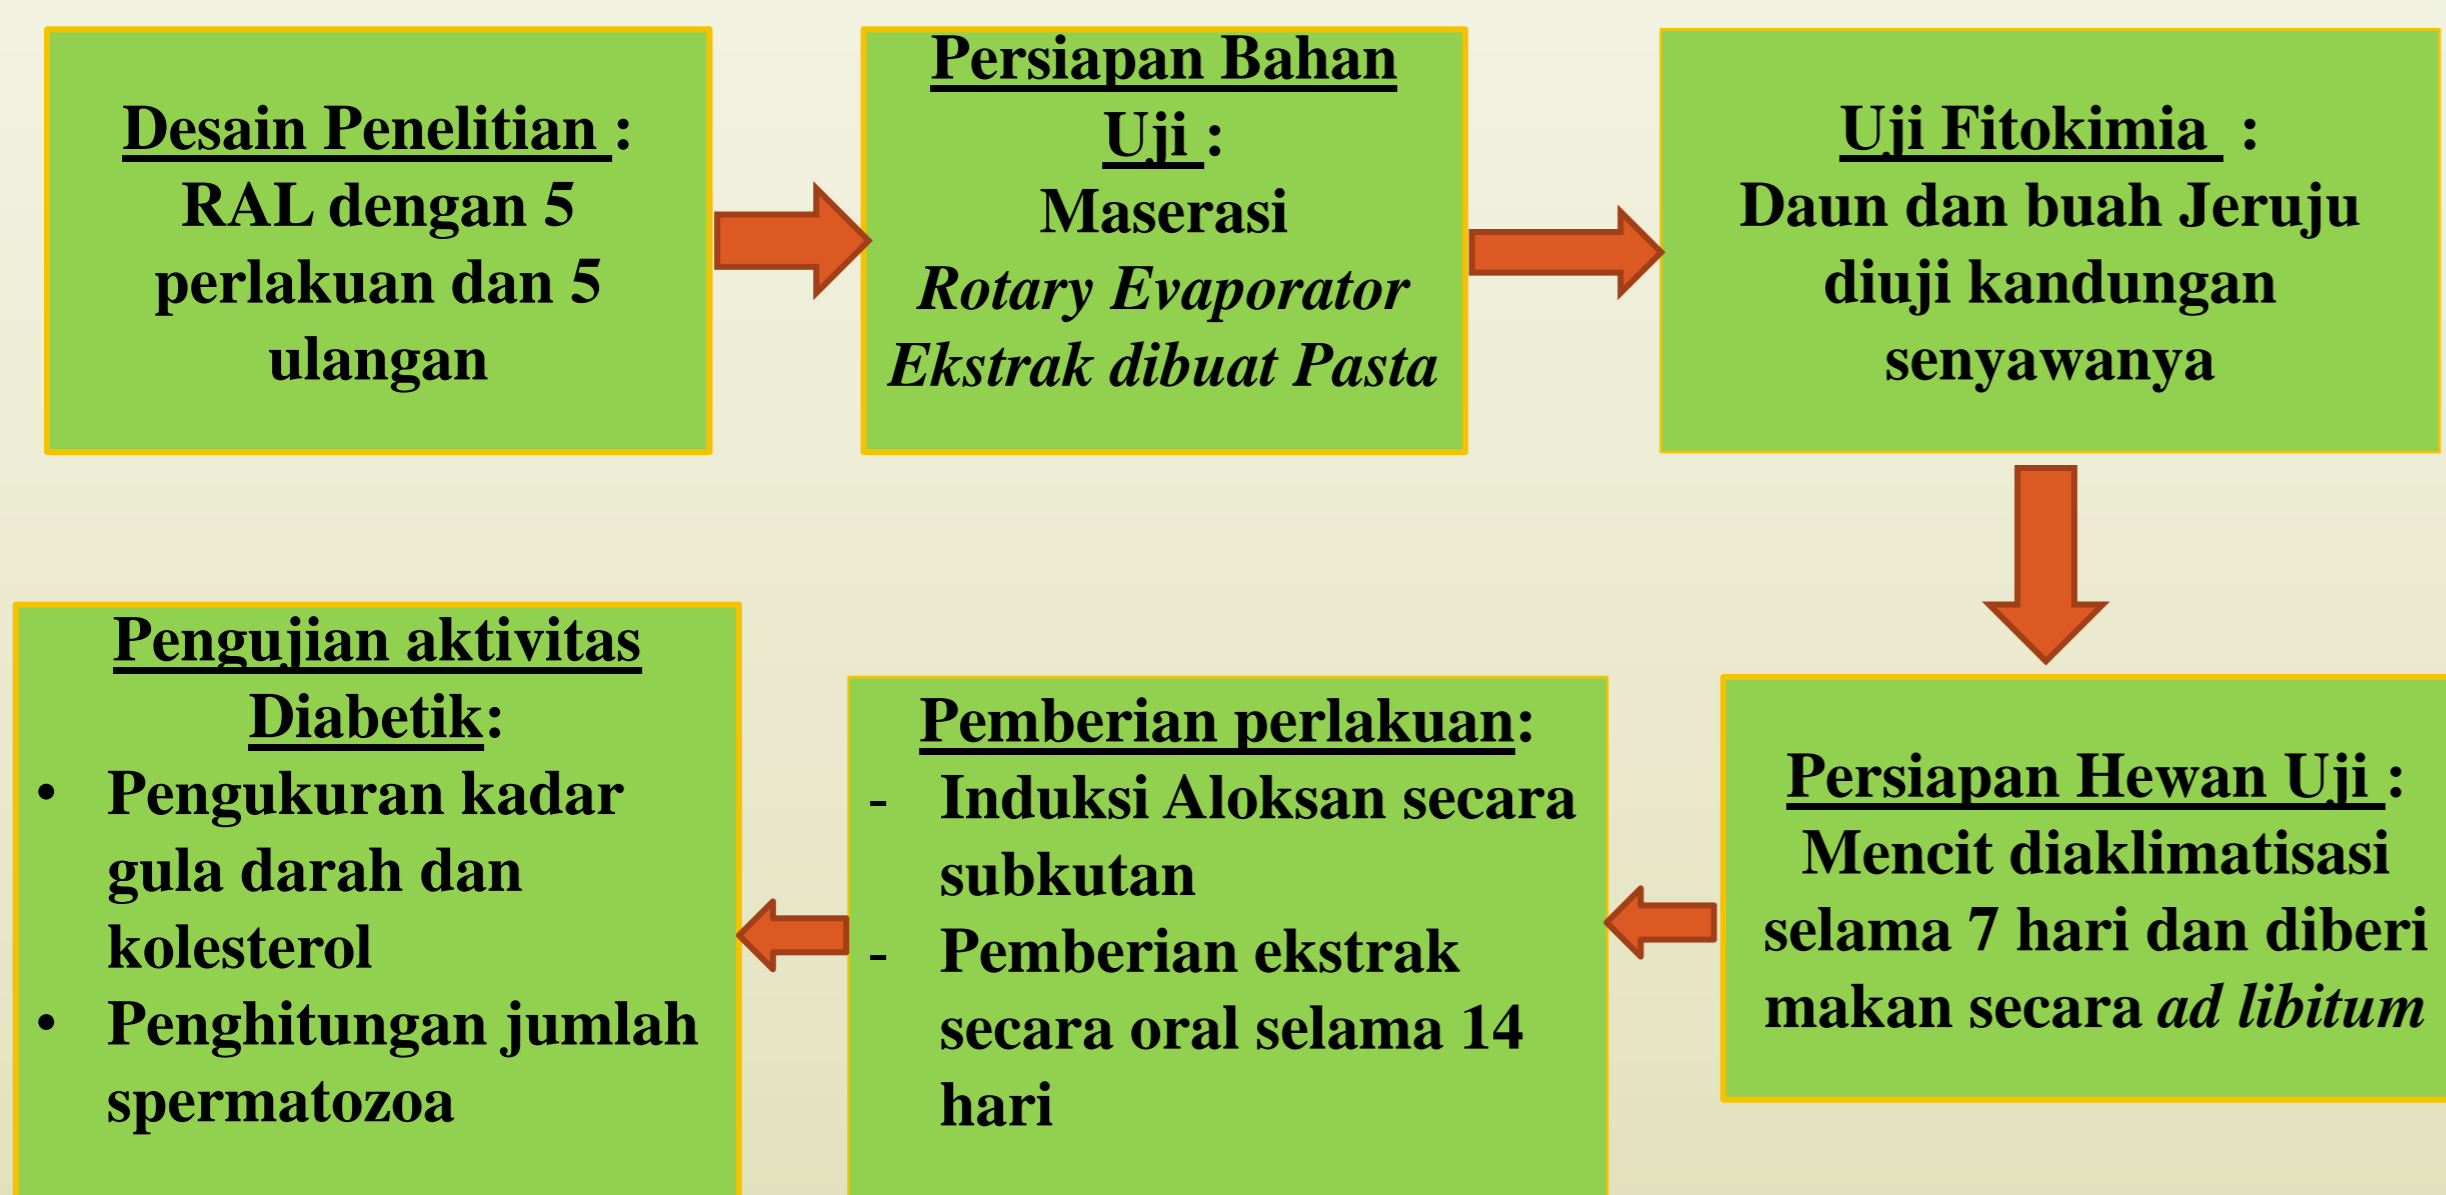 Desain Penelitian :
RAL dengan 5
perlakuan dan 5
ulangan
Persiapan Bahan
Uji :
Maserasi
Rotary Evaporator
Ekstrak dibuat Pasta
Uji Fitokimia :
Daun dan buah Jeruju
diuji kandungan
senyawanya
Persiapan Hewan Uji :
Mencit diaklimatisasi
selama 7 hari dan diberi
makan secara ad libitum
Pemberian perlakuan:
- Induksi Aloksan secara
subkutan
- Pemberian ekstrak
secara oral selama 14
hari
Pengujian aktivitas
Diabetik:
• Pengukuran kadar
gula darah dan
kolesterol
• Penghitungan jumlah
spermatozoa